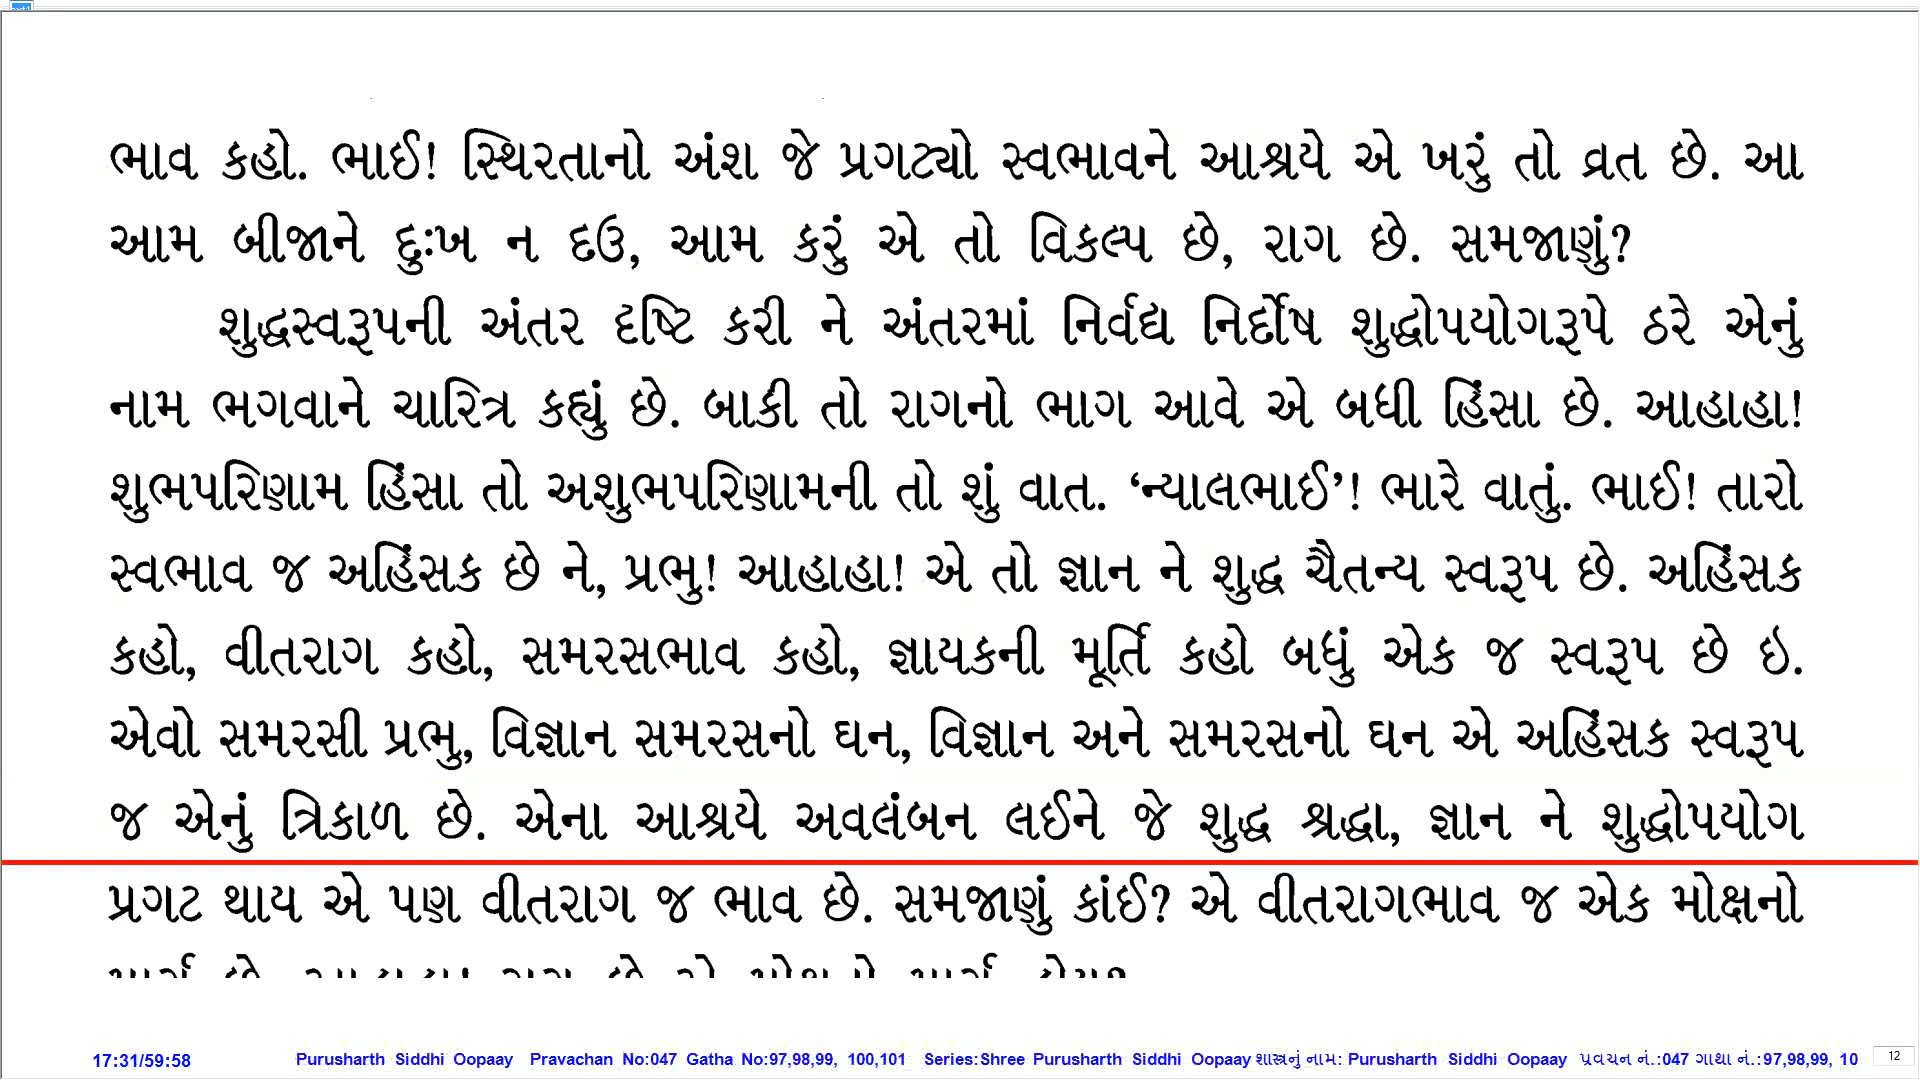 ભાવ કહો. ભાઈ! સ્થિરતાનો અંશ જે પ્રગટ્યો સ્વભાવને આશ્રયે એ ખરું તો વ્રત છે. આ
આમ બીજાને દુઃખ ન દઉ, આમ કરું એ તો વિકલ્પ છે, રાગ છે. સમજાણું?
શુદ્ધસ્વરૂપની અંતર દૃષ્ટિ કરી ને અંતરમાં નિર્વદ્ય નિર્દોષ શુદ્ધોપયોગરૂપે ઠરે એનું
નામ ભગવાને ચારિત્ર કહ્યું છે. બાકી તો રાગનો ભાગ આવે એ બધી હિંસા છે. આહાહા!
શુભપરિણામ હિંસા તો અશુભપરિણામની તો શું વાત. ‘ન્યાલભાઈ’! ભારે વાતું. ભાઈ! તારો
સ્વભાવ જ અહિંસક છે ને, પ્રભુ! આહાહા! એ તો જ્ઞાન ને શુદ્ધ ચૈતન્ય સ્વરૂપ છે. અહિંસક
કહો, વીતરાગ કહો, સમરસભાવ કહો, જ્ઞાયકની મૂર્તિ કહો બધું એક જ સ્વરૂપ છે ઇ.
એવો સમરસી પ્રભુ, વિજ્ઞાન સમરસનો ઘન, વિજ્ઞાન અને સમરસનો ઘન એ અહિંસક સ્વરૂપ
જ એનું ત્રિકાળ છે. એના આશ્રયે અવલંબન લઈને જે શુદ્ધ શ્રદ્ધા, જ્ઞાન ને શુદ્ધોપયોગ
પ્રગટ થાય એ પણ વીતરાગ જ ભાવ છે. સમજાણું કાંઈ? એ વીતરાગભાવ જ એક મોક્ષનો
17:31/59:58 Purusharth Siddhi Oopaay Pravachan No:047 Gatha No:97,98,99, 100,101 Series:Shree Purusharth Siddhi Oopaay શાસ્ત્રનું નામ: Purusharth Siddhi Oopaay પ્રવચન નં.:047 ગાથા નં.:97,98,99, 10 12